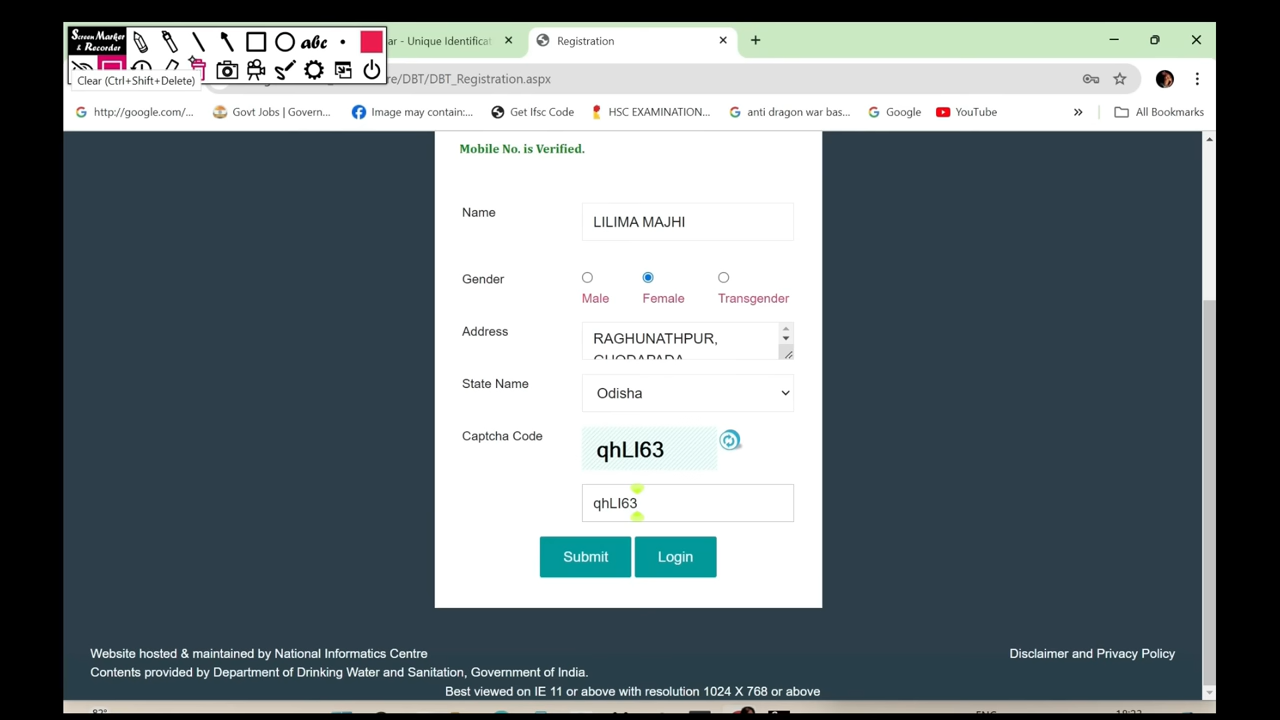 Screen Marker
& Recorder
abc
ar - Unique Identificat
Registration
Clear (Ctrl+Shift+Delete)
re/DBT/DBT_Registration.aspx
http://google.com/...
Govt Jobs | Govern...
Image may contain:...
Get Ifsc Code
HSC EXAMINATION...
anti dragon war bas...
Google
YouTube
All Bookmarks
Mobile No. is Verified.
Name
LILIMA MAJHI
Gender
Male
Female
Transgender
Address
RAGHUNATHPUR,
State Name
Odisha
Captcha Code
qhLI63
qhLI63
Submit
Login
Website hosted & maintained by National Informatics Centre
Disclaimer and Privacy Policy
Contents provided by Department of Drinking Water and Sanitation, Government of India.
Best viewed on IE 11 or above with resolution 1024 X 768 or above